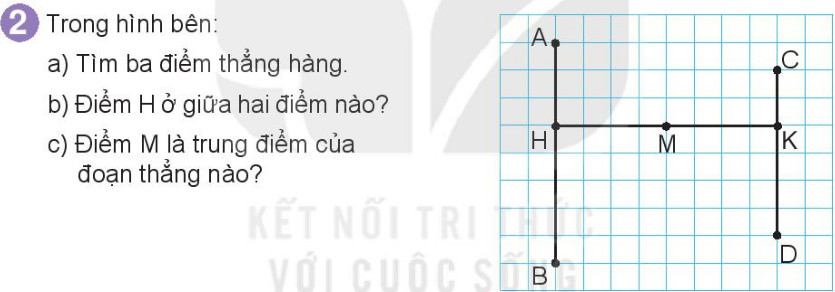 2 Trong hình bên:
a) Tìm ba điểm thẳng hàng.
b) Điểm H ở giữa hai điểm nào?
c) Điểm M là trung điểm của
đoạn thẳng nào?
A
C
H
M
K
D
B
KẾT NỐI TRI THỨC
VỚI CUỘC SỐNG